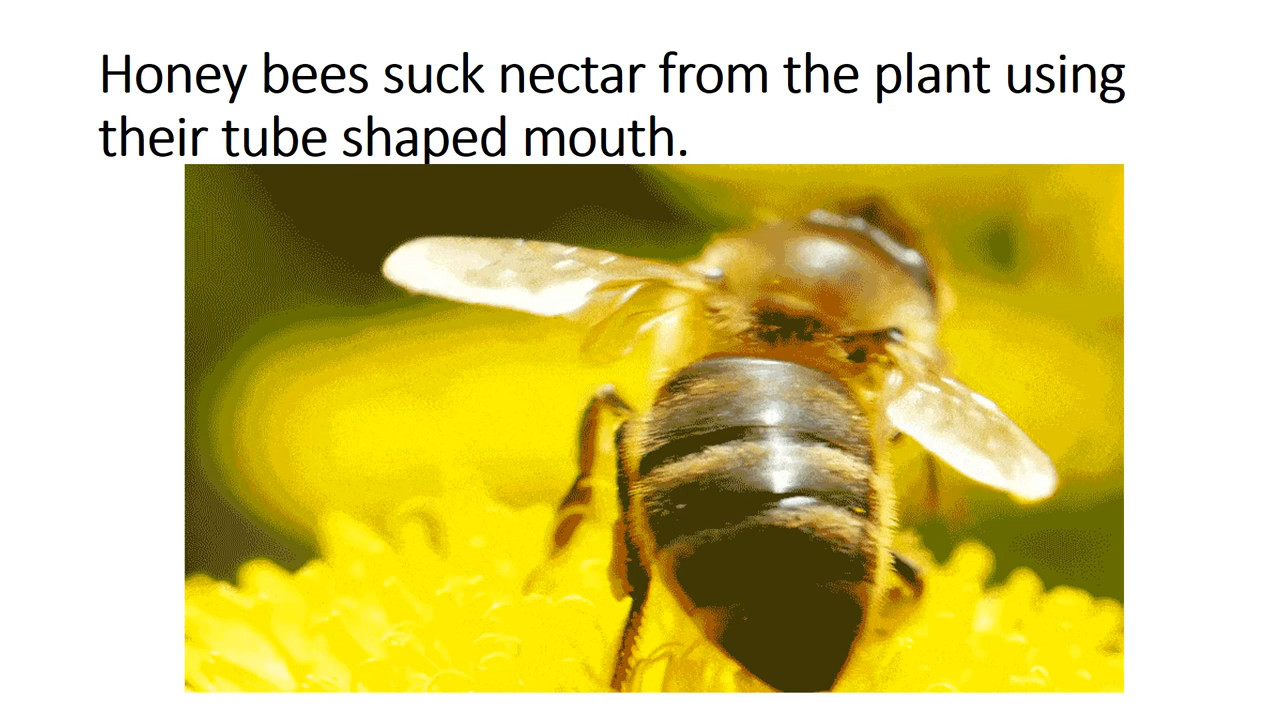 Honey bees suck nectar from the plant using
their tube shaped mouth.